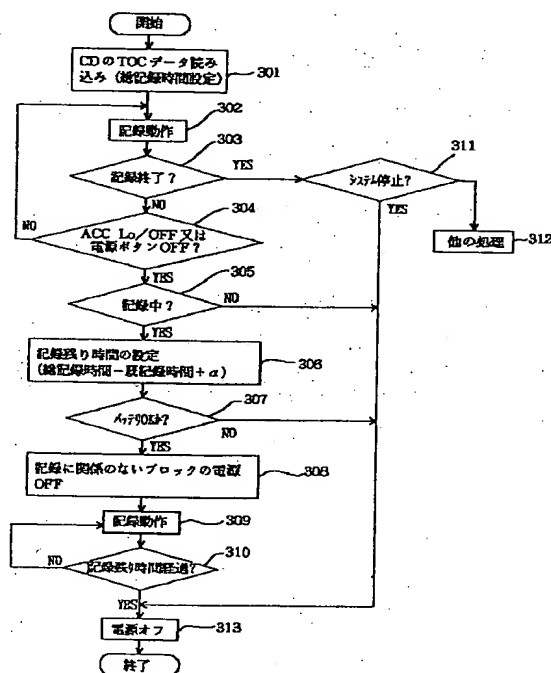 開始
CDのTOCデータ読み
込み(総記録時間設定)
301
302
記録動作
303
記録終了?
YES
311
システム停止?
NO
YES
304
NO
ACC Lo/OFF又は
電源ボタンOFF?
他の処理
312
YES
305
記録中?
NO
YES
記録残り時間の設定
(総記録時間-既記録時間+α)
306
307
バッテリOKか?
NO
YES
記録に関係のないブロックの電源
OFF
308
記録動作
309
310
NO
記録残り時間経過?
YES
電源オフ
313
終了